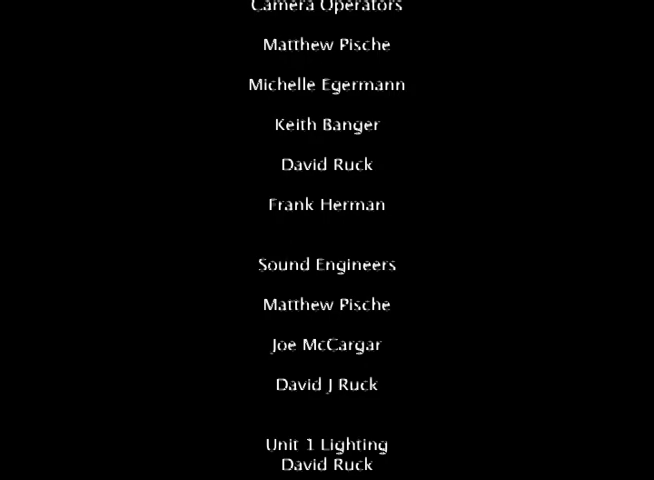 Camera Operators
Matthew Pische
Michelle Egermann
Keith Banger
David Ruck
Frank Herman
Sound Engineers
Matthew Pische
Joe McCargar
David J Ruck
Unit 1 Lighting
David Ruck